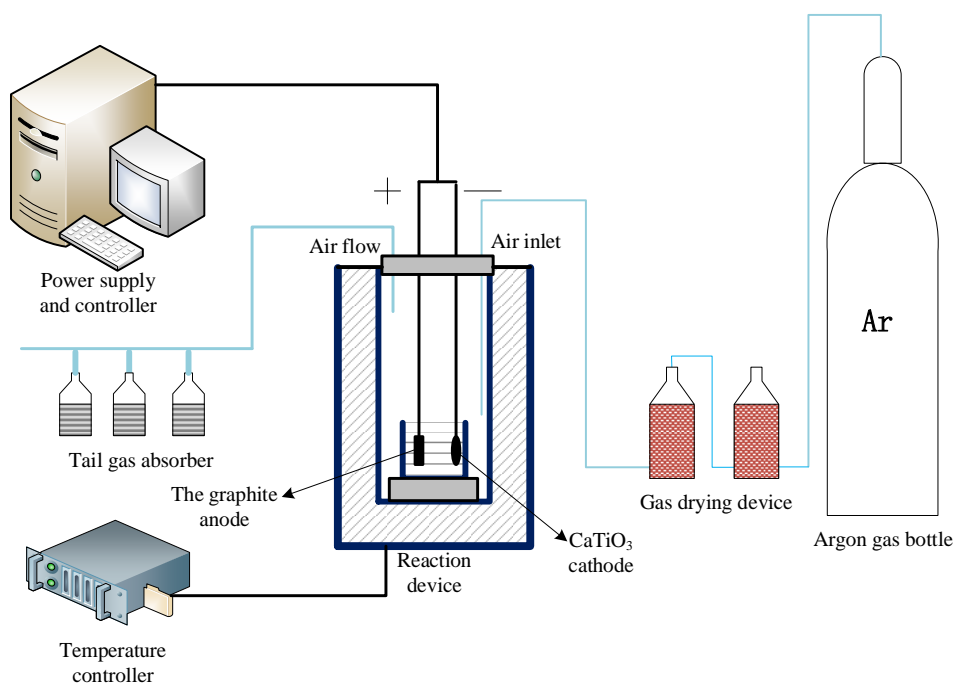 Power supply
and controller
+
—
Air flow
Air inlet
Ar
Tail gas absorber
The graphite
anode
Gas drying device
CaTiO₃
cathode
Argon gas bottle
Reaction
device
Temperature
controller